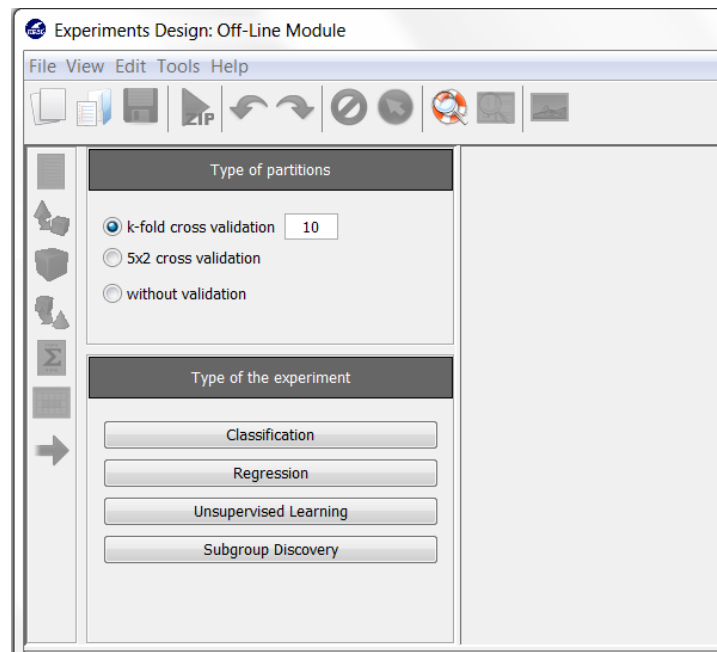 Experiments Design: Off-Line Module
File View Edit Tools Help
ZIP
Type of partitions
k-fold cross validation 10
5x2 cross validation
without validation
Σ
Type of the experiment
Classification
Regression
Unsupervised Learning
Subgroup Discovery